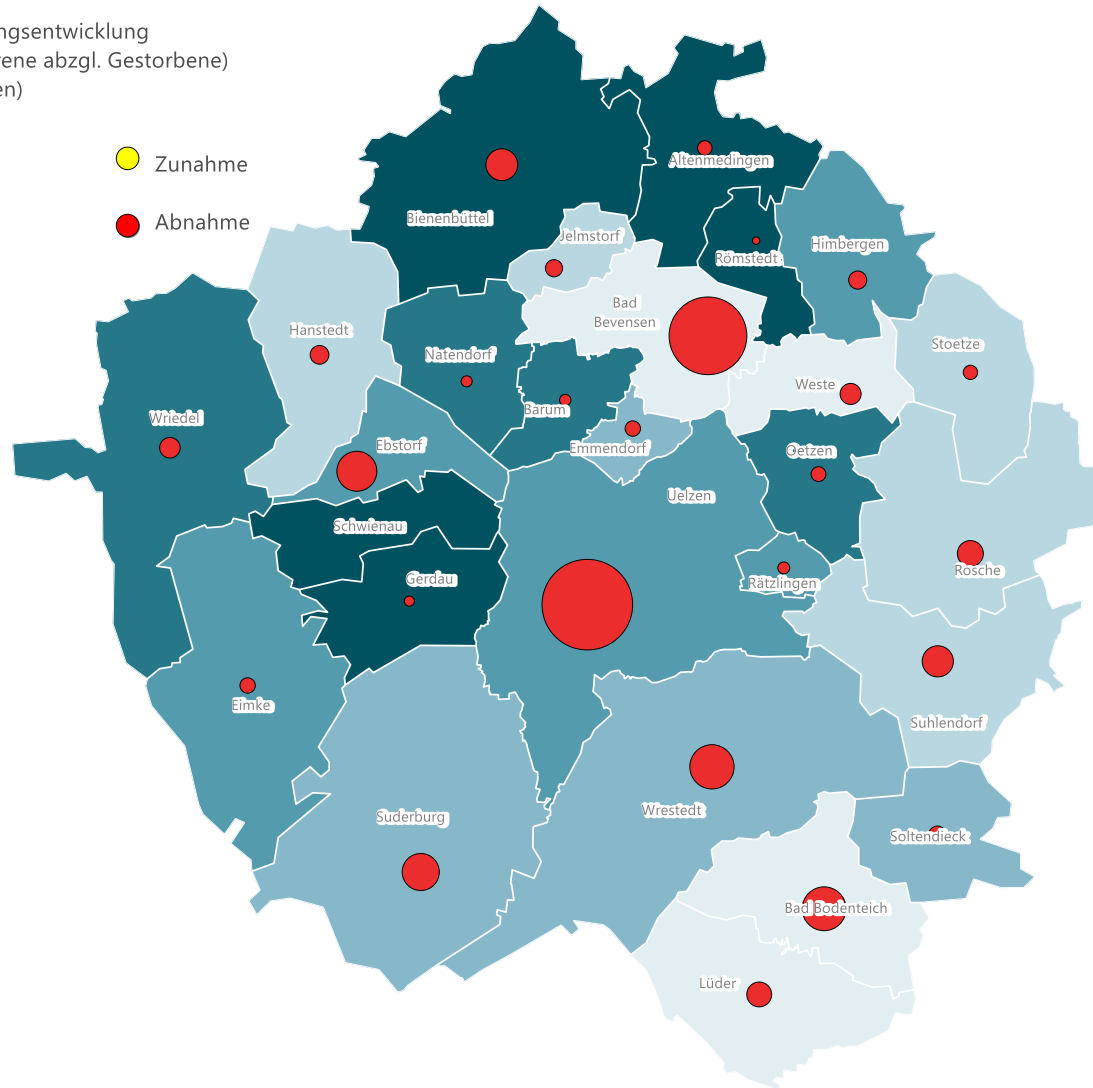 ngsentwicklung
rene abzgl. Gestorbene)
en)
Zunahme
Abnahme
Altenmedingen
Bienenbüttel
Jelmstorf
Himbergen
Römstedt
Bad
Bevensen
Hanstedt
Stoetze
Natendorf
Weste
Barum
Wriedel
Ebstorf
Emmendorf
Oetzen
Uelzen
Schwienau
Rosche
Gerdau
Rätzlingen
Eimke
Suhlendorf
Wrestedt
Suderburg
Soltendieck
Bad Bodenteich
Lüder